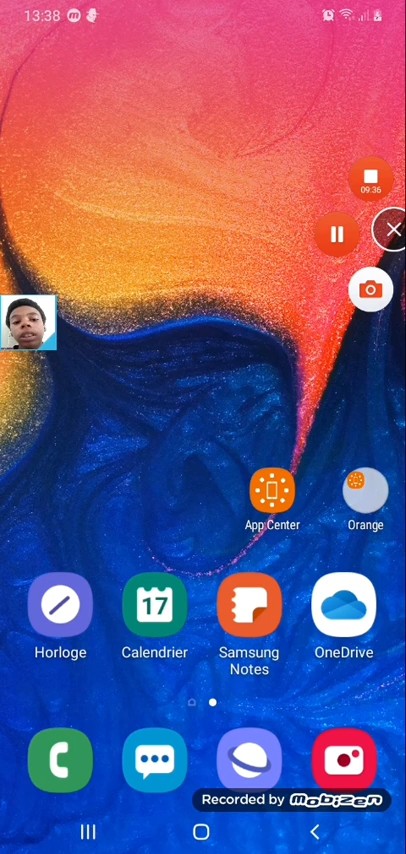 13:38
09:36
App Center
Orange
17
Horloge
Calendrier
Samsung
Notes
OneDrive
Recorded by mobizen